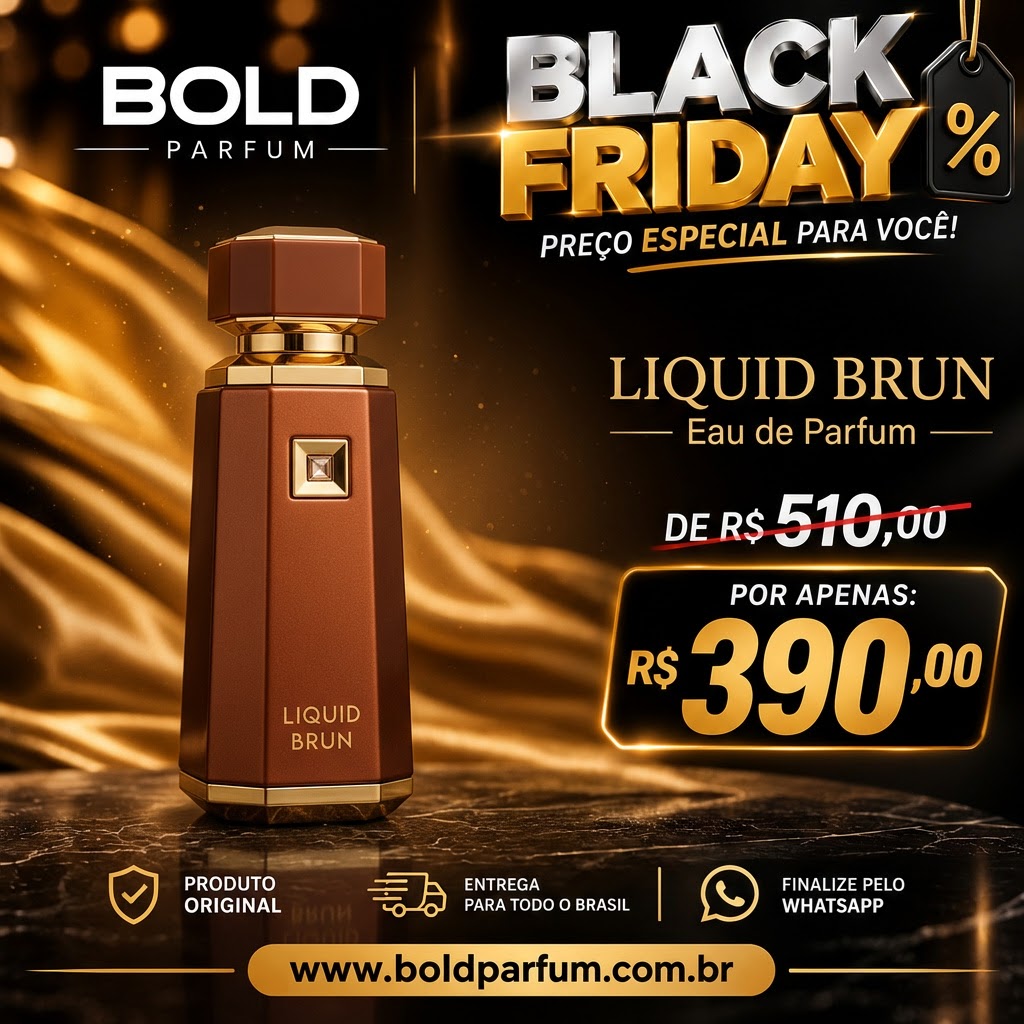 BOLD
PARFUM
BLACK
FRIDAY
%
PREÇO ESPECIAL PARA VOCÊ!
LIQUID BRUN
Eau de Parfum
DE R$ 510,00
POR APENAS:
R$ 390,00
LIQUID
BRUN
PRODUTO
ORIGINAL
ENTREGA
PARA TODO O BRASIL
FINALIZE PELO
WHATSAPP
www.boldparfum.com.br